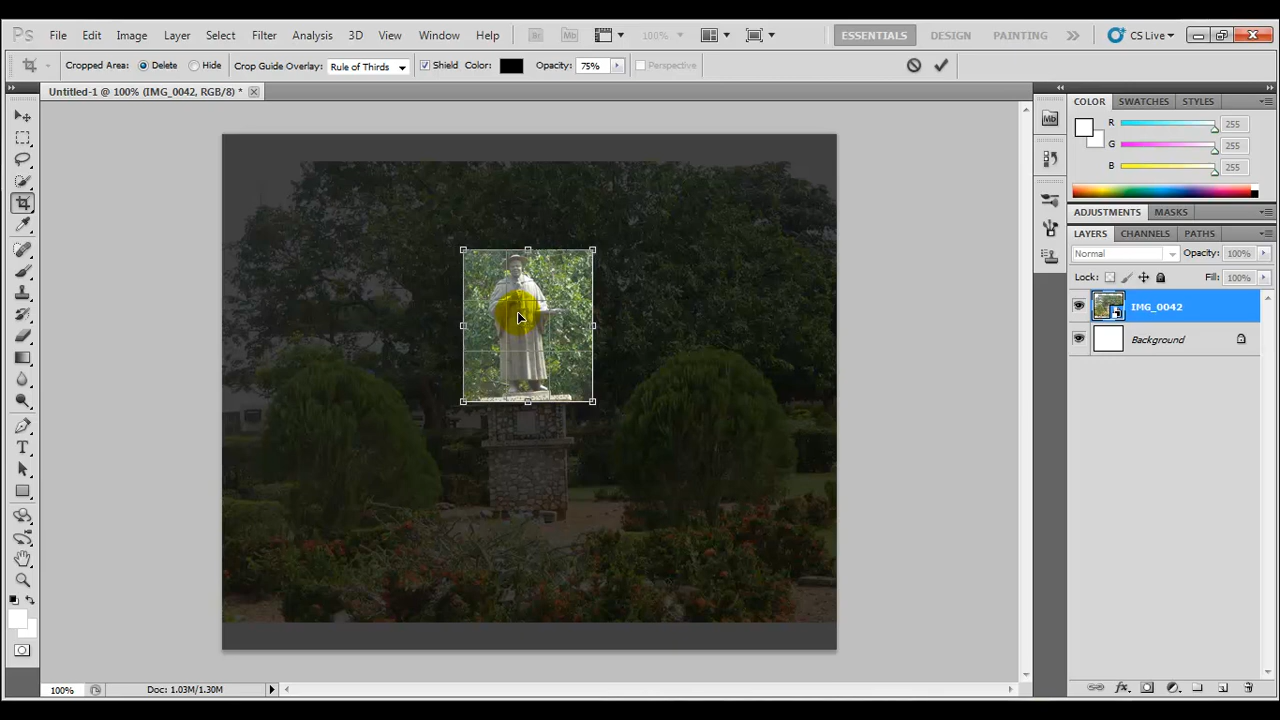 Ps File Edit Image Layer Select Filter Analysis 3D View Window Help Br Mb 100% ESSENTIALS DESIGN PAINTING CS Live
Cropped Area: Delete Hide Crop Guide Overlay: Rule of Thirds Shield Color: Opacity: 75% Perspective
Untitled-1 @ 100% (IMG_0042, RGB/8) *
COLOR SWATCHES STYLES
R 255
G 255
B 255
ADJUSTMENTS MASKS
LAYERS CHANNELS PATHS
Normal Opacity: 100%
Lock: Fill: 100%
IMG_0042
Background
100% Doc: 1.03M/1.30M